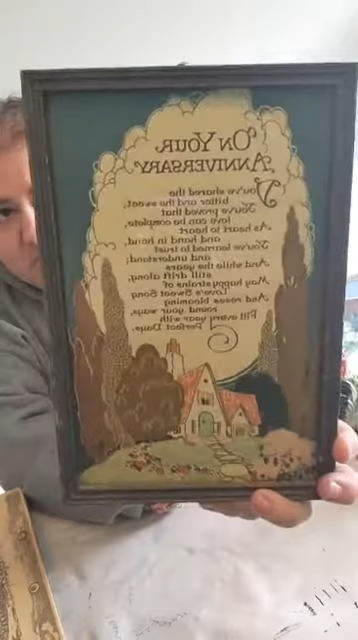 "On Your
Anniversary
You've shared the
bitter and the sweet,
You've proved that
love can be complete,
As heart to heart
and hand in hand,
You've learned to trust
and understand;
And while the years
still drift along,
May happy strains of
Love's Sweet Song
And roses blooming
round your ways,
Fill every year with
Perfect Days.